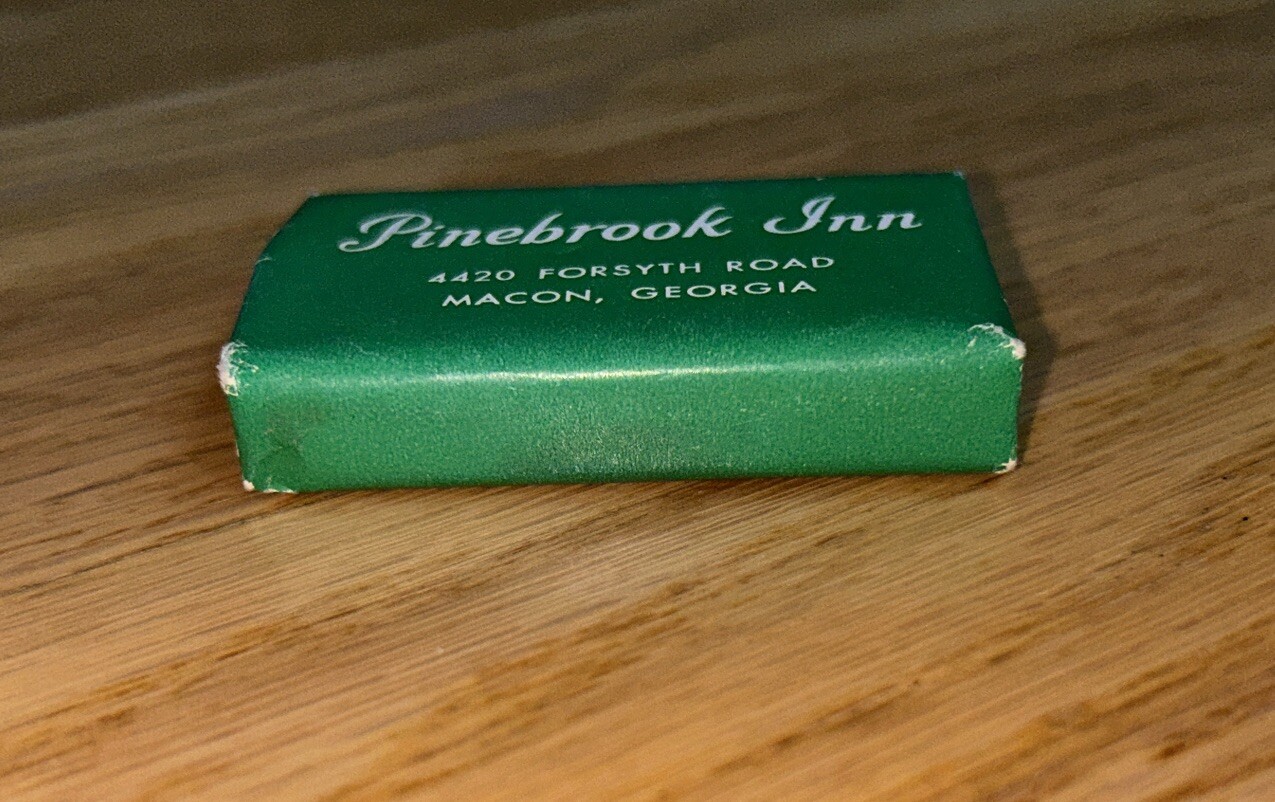 Pinebrook Inn
4420 FORSYTH ROAD
MACON, GEORGIA